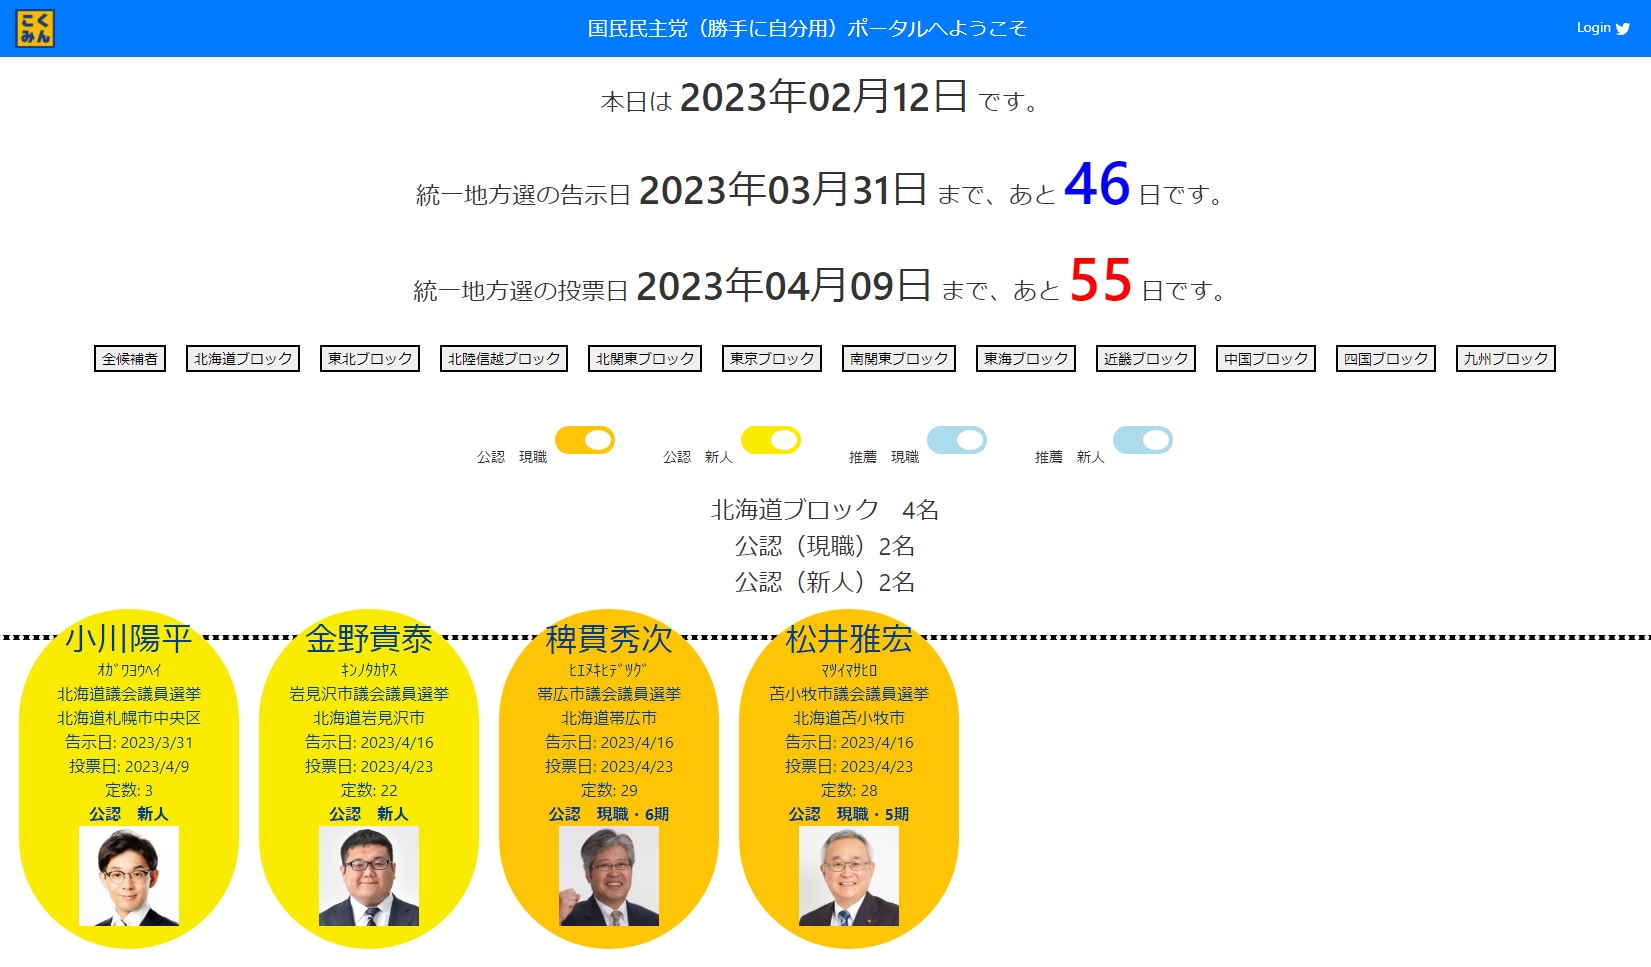 こく
みん
国民民主党（勝手に自分用）ポータルへようこそ
Login
本日は 2023年02月12日 です。
統一地方選の告示日 2023年03月31日 まで、あと 46 日です。
統一地方選の投票日 2023年04月09日 まで、あと 55 日です。
全候補者 北海道ブロック 東北ブロック 北陸信越ブロック 北関東ブロック 東京ブロック 南関東ブロック 東海ブロック 近畿ブロック 中国ブロック 四国ブロック 九州ブロック
公認　現職 公認　新人 推薦　現職 推薦　新人
北海道ブロック　4名
公認（現職）2名
公認（新人）2名
小川陽平
ｵｶﾞﾜﾖｳﾍｲ
北海道議会議員選挙
北海道札幌市中央区
告示日: 2023/3/31
投票日: 2023/4/9
定数: 3
公認　新人
金野貴泰
ｷﾝﾉﾀｶﾔｽ
岩見沢市議会議員選挙
北海道岩見沢市
告示日: 2023/4/16
投票日: 2023/4/23
定数: 22
公認　新人
稗貫秀次
ﾋｴﾇｷﾋﾃﾞﾂｸﾞ
帯広市議会議員選挙
北海道帯広市
告示日: 2023/4/16
投票日: 2023/4/23
定数: 29
公認　現職・6期
松井雅宏
ﾏﾂｲﾏｻﾋﾛ
苫小牧市議会議員選挙
北海道苫小牧市
告示日: 2023/4/16
投票日: 2023/4/23
定数: 28
公認　現職・5期